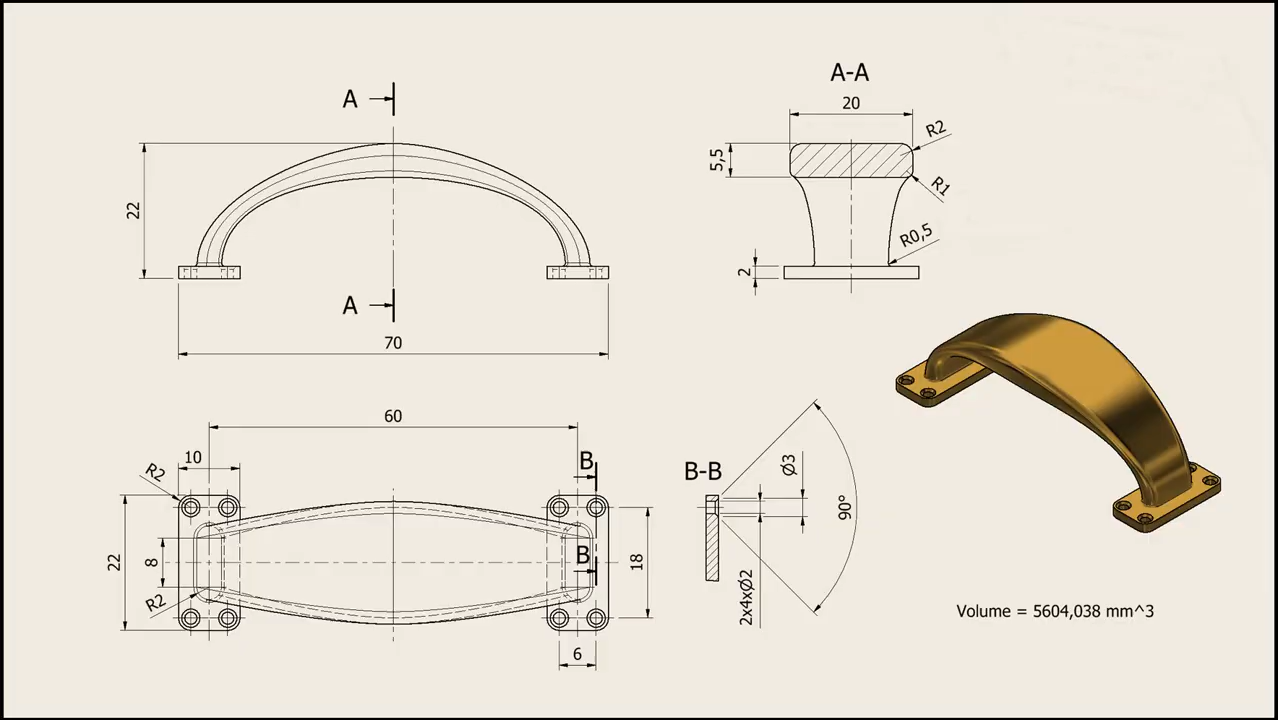 A
22
A
70
A-A
20
R2
5,5
R1
R0,5
2
60
10
B
R2
22
8
B
18
R2
6
B-B
Ø3
90°
2x4xØ2
Volume = 5604,038 mm^3